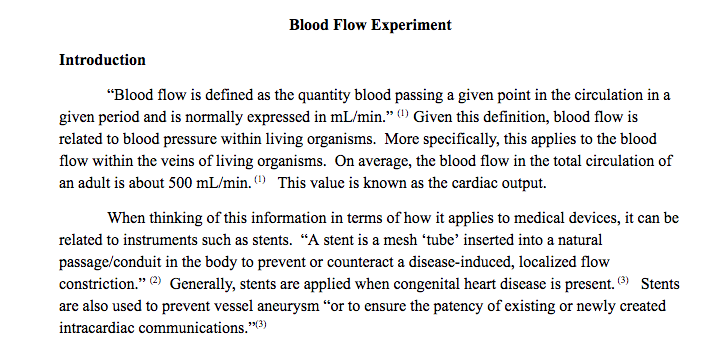 Blood Flow Experiment
Introduction
“Blood flow is defined as the quantity blood passing a given point in the circulation in a
given period and is normally expressed in mL/min.” (1) Given this definition, blood flow is
related to blood pressure within living organisms. More specifically, this applies to the blood
flow within the veins of living organisms. On average, the blood flow in the total circulation of
an adult is about 500 mL/min. (1) This value is known as the cardiac output.
When thinking of this information in terms of how it applies to medical devices, it can be
related to instruments such as stents. “A stent is a mesh ‘tube’ inserted into a natural
passage/conduit in the body to prevent or counteract a disease-induced, localized flow
constriction.” (2) Generally, stents are applied when congenital heart disease is present. (3) Stents
are also used to prevent vessel aneurysm “or to ensure the patency of existing or newly created
intracardiac communications.”(3)